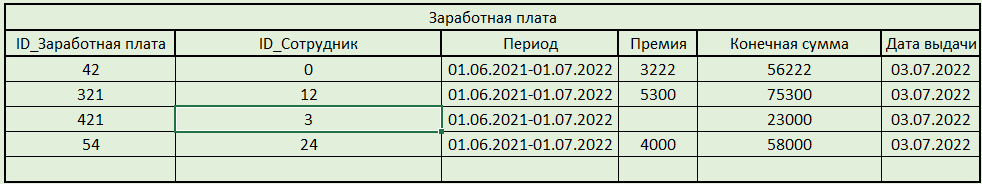 Заработная плата
ID_Заработная плата ID_Сотрудник Период Премия Конечная сумма Дата выдачи
42 0 01.06.2021-01.07.2022 3222 56222 03.07.2022
321 12 01.06.2021-01.07.2022 5300 75300 03.07.2022
421 3 01.06.2021-01.07.2022 23000 03.07.2022
54 24 01.06.2021-01.07.2022 4000 58000 03.07.2022